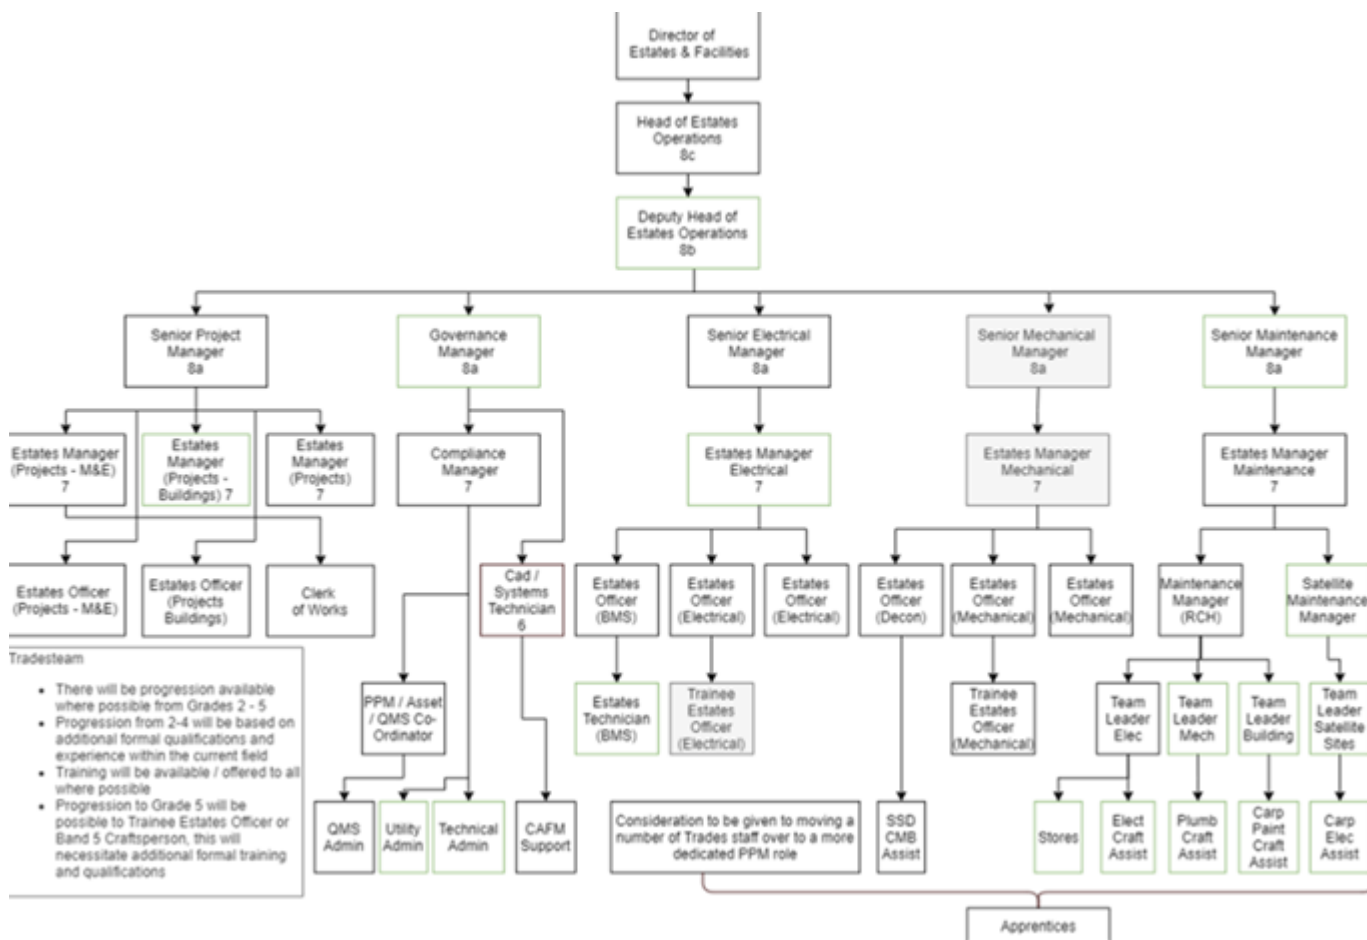 Director of
Estates & Facilities
Head of Estates
Operations
8c
Deputy Head of
Estates Operations
8b
Senior Project
Manager
8a
Governance
Manager
8a
Senior Electrical
Manager
8a
Senior Mechanical
Manager
8a
Senior Maintenance
Manager
8a
Estates Manager
(Projects - M&E)
7
Estates
Manager
(Projects -
Buildings) 7
Estates
Manager
(Projects)
7
Compliance
Manager
7
Estates Manager
Electrical
7
Estates Manager
Mechanical
7
Estates Manager
Maintenance
7
Estates Officer
(Projects - M&E)
Estates Officer
(Projects
Buildings)
Clerk
of Works
Cad /
Systems
Technician
6
Estates
Officer
(BMS)
Estates
Officer
(Electrical)
Estates
Officer
(Electrical)
Estates
Officer
(Decon)
Estates
Officer
(Mechanical)
Estates
Officer
(Mechanical)
Maintenance
Manager
(RCH)
Satellite
Maintenance
Manager
Tradesteam
• There will be progression available
where possible from Grades 2 - 5
• Progression from 2-4 will be based on
additional formal qualifications and
experience within the current field
• Training will be available / offered to all
where possible
• Progression to Grade 5 will be
possible to Trainee Estates Officer or
Band 5 Craftsperson, this will
necessitate additional formal training
and qualifications
PPM / Asset
/ QMS Co-
Ordinator
Estates
Technician
(BMS)
Trainee
Estates
Officer
(Electrical)
Trainee
Estates
Officer
(Mechanical)
Team
Leader
Elec
Team
Leader
Mech
Team
Leader
Building
Team
Leader
Satellite
Sites
QMS
Admin
Utility
Admin
Technical
Admin
CAFM
Support
Consideration to be given to moving a
number of Trades staff over to a more
dedicated PPM role
SSD
CMB
Assist
Stores
Elect
Craft
Assist
Plumb
Craft
Assist
Carp
Paint
Craft
Assist
Carp
Elec
Assist
Apprentices